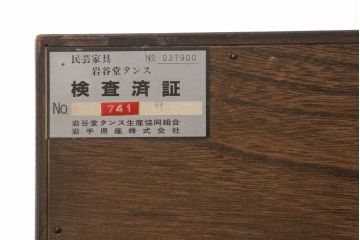 民芸家具 № 037900
岩谷堂タンス
検査済証
No. 741
岩谷堂タンス生産協同組合
岩手県産株式会社